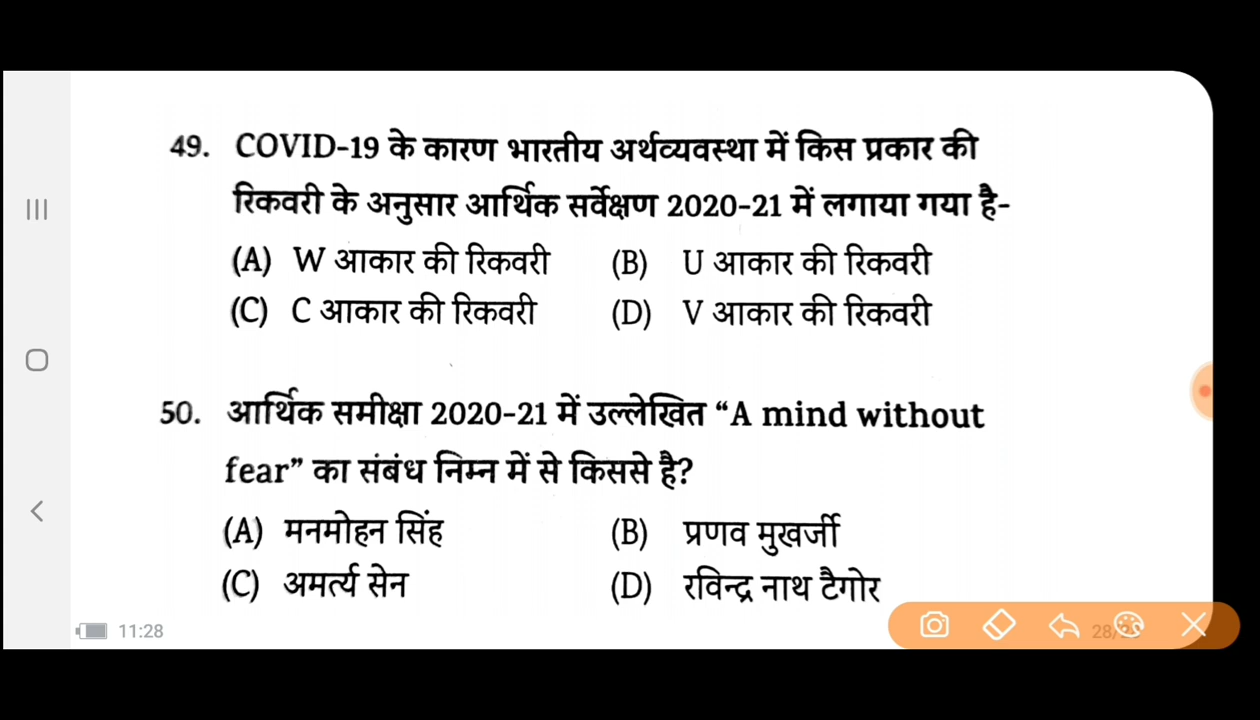 49. COVID-19 के कारण भारतीय अर्थव्यवस्था में किस प्रकार की
रिकवरी के अनुसार आर्थिक सर्वेक्षण 2020-21 में लगाया गया है-
(A) W आकार की रिकवरी (B) U आकार की रिकवरी
(C) C आकार की रिकवरी (D) V आकार की रिकवरी
50. आर्थिक समीक्षा 2020-21 में उल्लेखित “A mind without
fear” का संबंध निम्न में से किससे है?
(A) मनमोहन सिंह (B) प्रणव मुखर्जी
(C) अमर्त्य सेन (D) रविन्द्र नाथ टैगोर
11:28